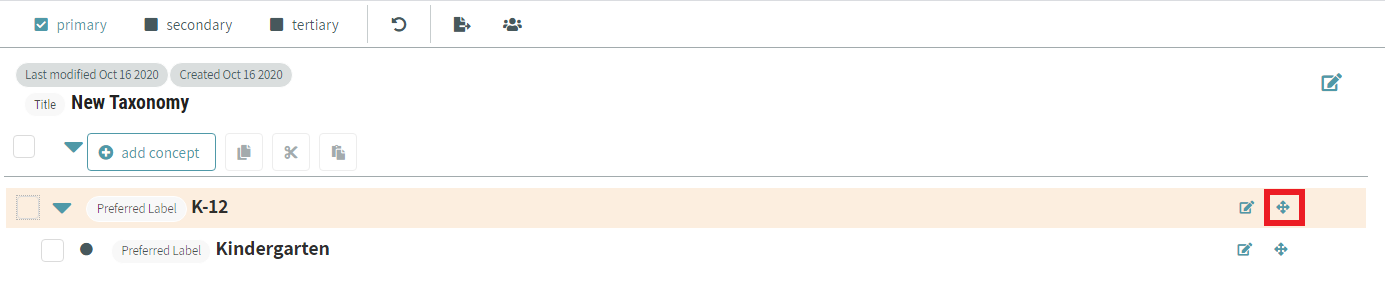 primary secondary tertiary
Last modified Oct 16 2020 Created Oct 16 2020
Title New Taxonomy
add concept
Preferred Label K-12
Preferred Label Kindergarten